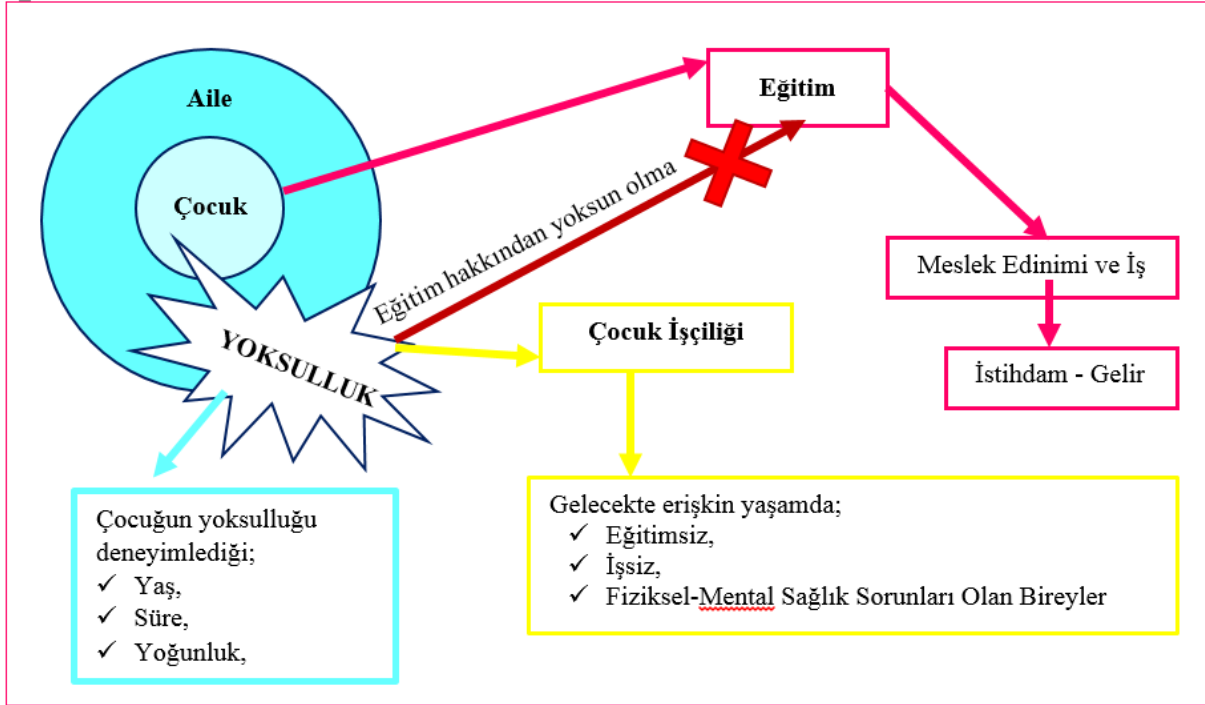 Aile
Çocuk
YOKSULLUK
Eğitim hakkından yoksun olma
Eğitim
Meslek Edinimi ve İş
İstihdam - Gelir
Çocuk İşçiliği
Çocuğun yoksulluğu
deneyimlediği;
✓ Yaş,
✓ Süre,
✓ Yoğunluk,
Gelecekte erişkin yaşamda;
✓ Eğitimsiz,
✓ İşsiz,
✓ Fiziksel-Mental Sağlık Sorunları Olan Bireyler